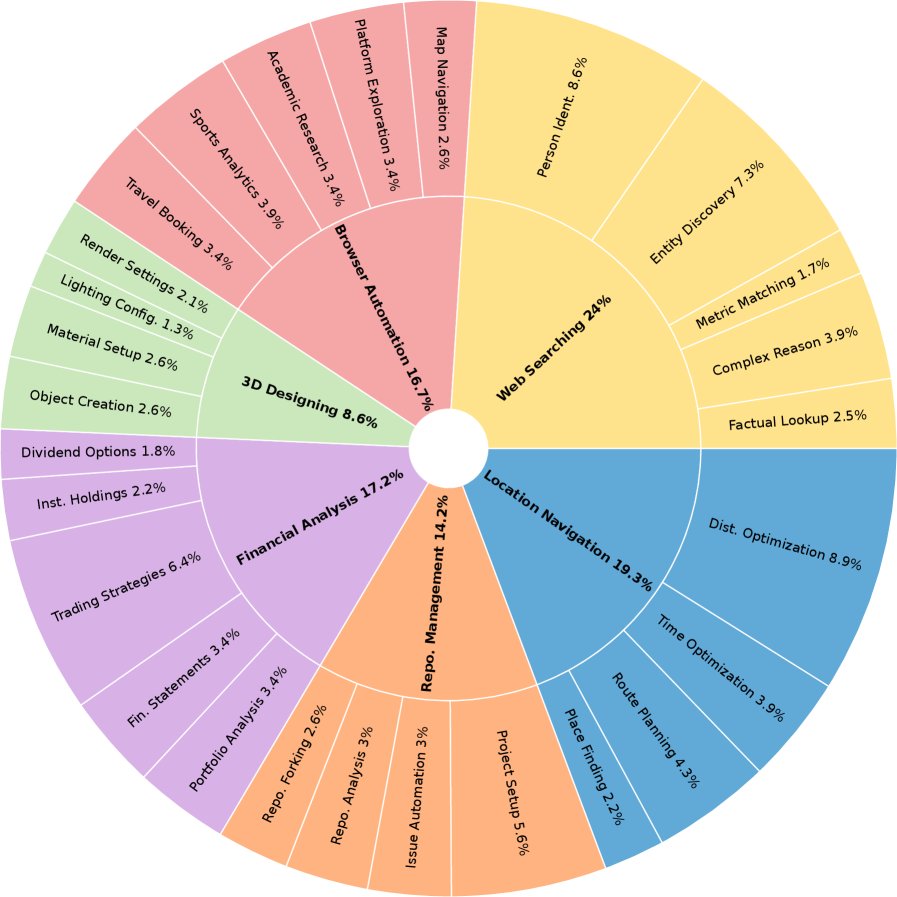 Web Searching 24%
Person Ident. 8.6%
Entity Discovery 7.3%
Metric Matching 1.7%
Complex Reason 3.9%
Factual Lookup 2.5%
Location Navigation 19.3%
Dist. Optimization 8.9%
Time Optimization 3.9%
Route Planning 4.3%
Place Finding 2.2%
Repo. Management 14.2%
Project Setup 5.6%
Issue Automation 3%
Repo. Analysis 3%
Repo. Forking 2.6%
Financial Analysis 17.2%
Portfolio Analysis 3.4%
Fin. Statements 3.4%
Trading Strategies 6.4%
Inst. Holdings 2.2%
Dividend Options 1.8%
3D Designing 8.6%
Object Creation 2.6%
Material Setup 2.6%
Lighting Config. 1.3%
Render Settings 2.1%
Browser Automation 16.7%
Travel Booking 3.4%
Sports Analytics 3.9%
Academic Research 3.4%
Platform Exploration 3.4%
Map Navigation 2.6%